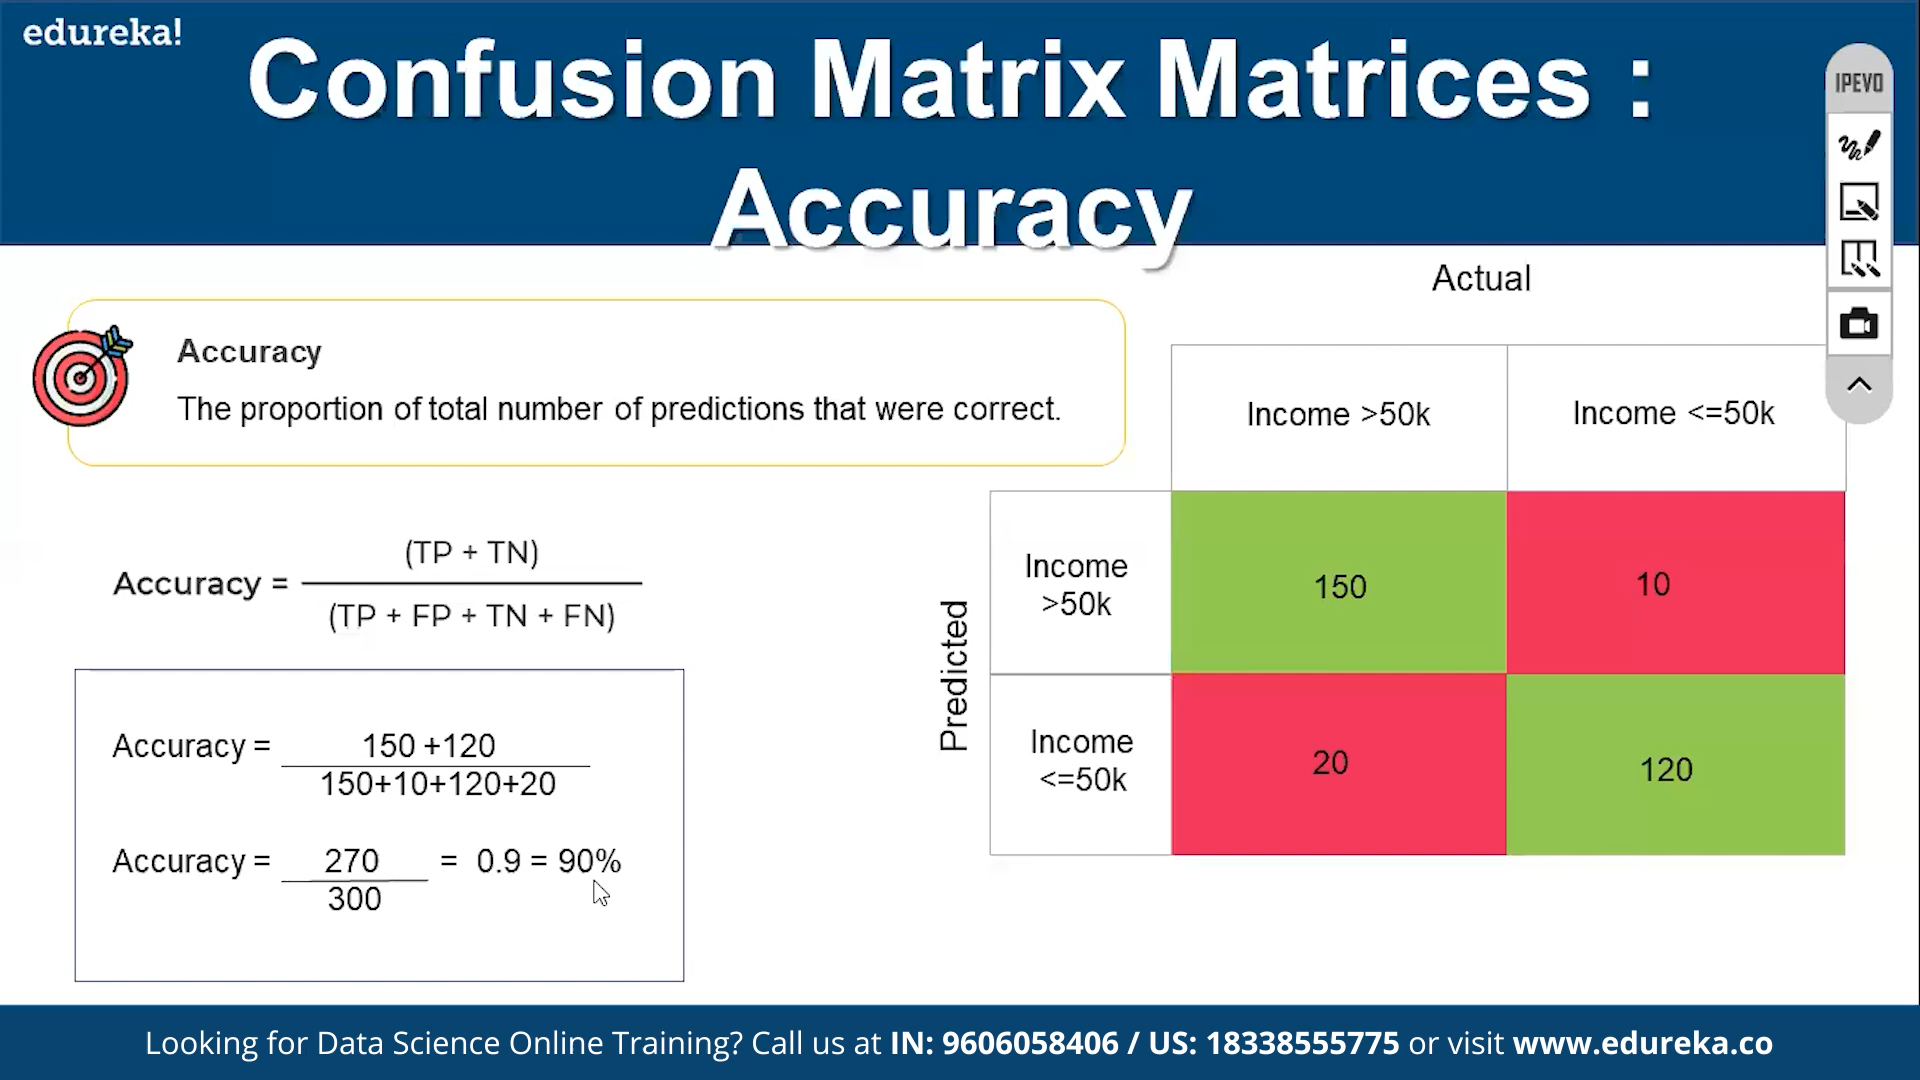 edureka!
Confusion Matrix Matrices :
Accuracy
IPEVO
Accuracy
The proportion of total number of predictions that were correct.
Accuracy =
(TP + TN)
(TP + FP + TN + FN)
Accuracy =
150 +120
150+10+120+20
Accuracy =
270
300
= 0.9 = 90%
Actual
Income >50k
Income <=50k
Predicted
Income
>50k
150
10
Income
<=50k
20
120
Looking for Data Science Online Training? Call us at IN: 9606058406 / US: 18338555775 or visit www.edureka.co